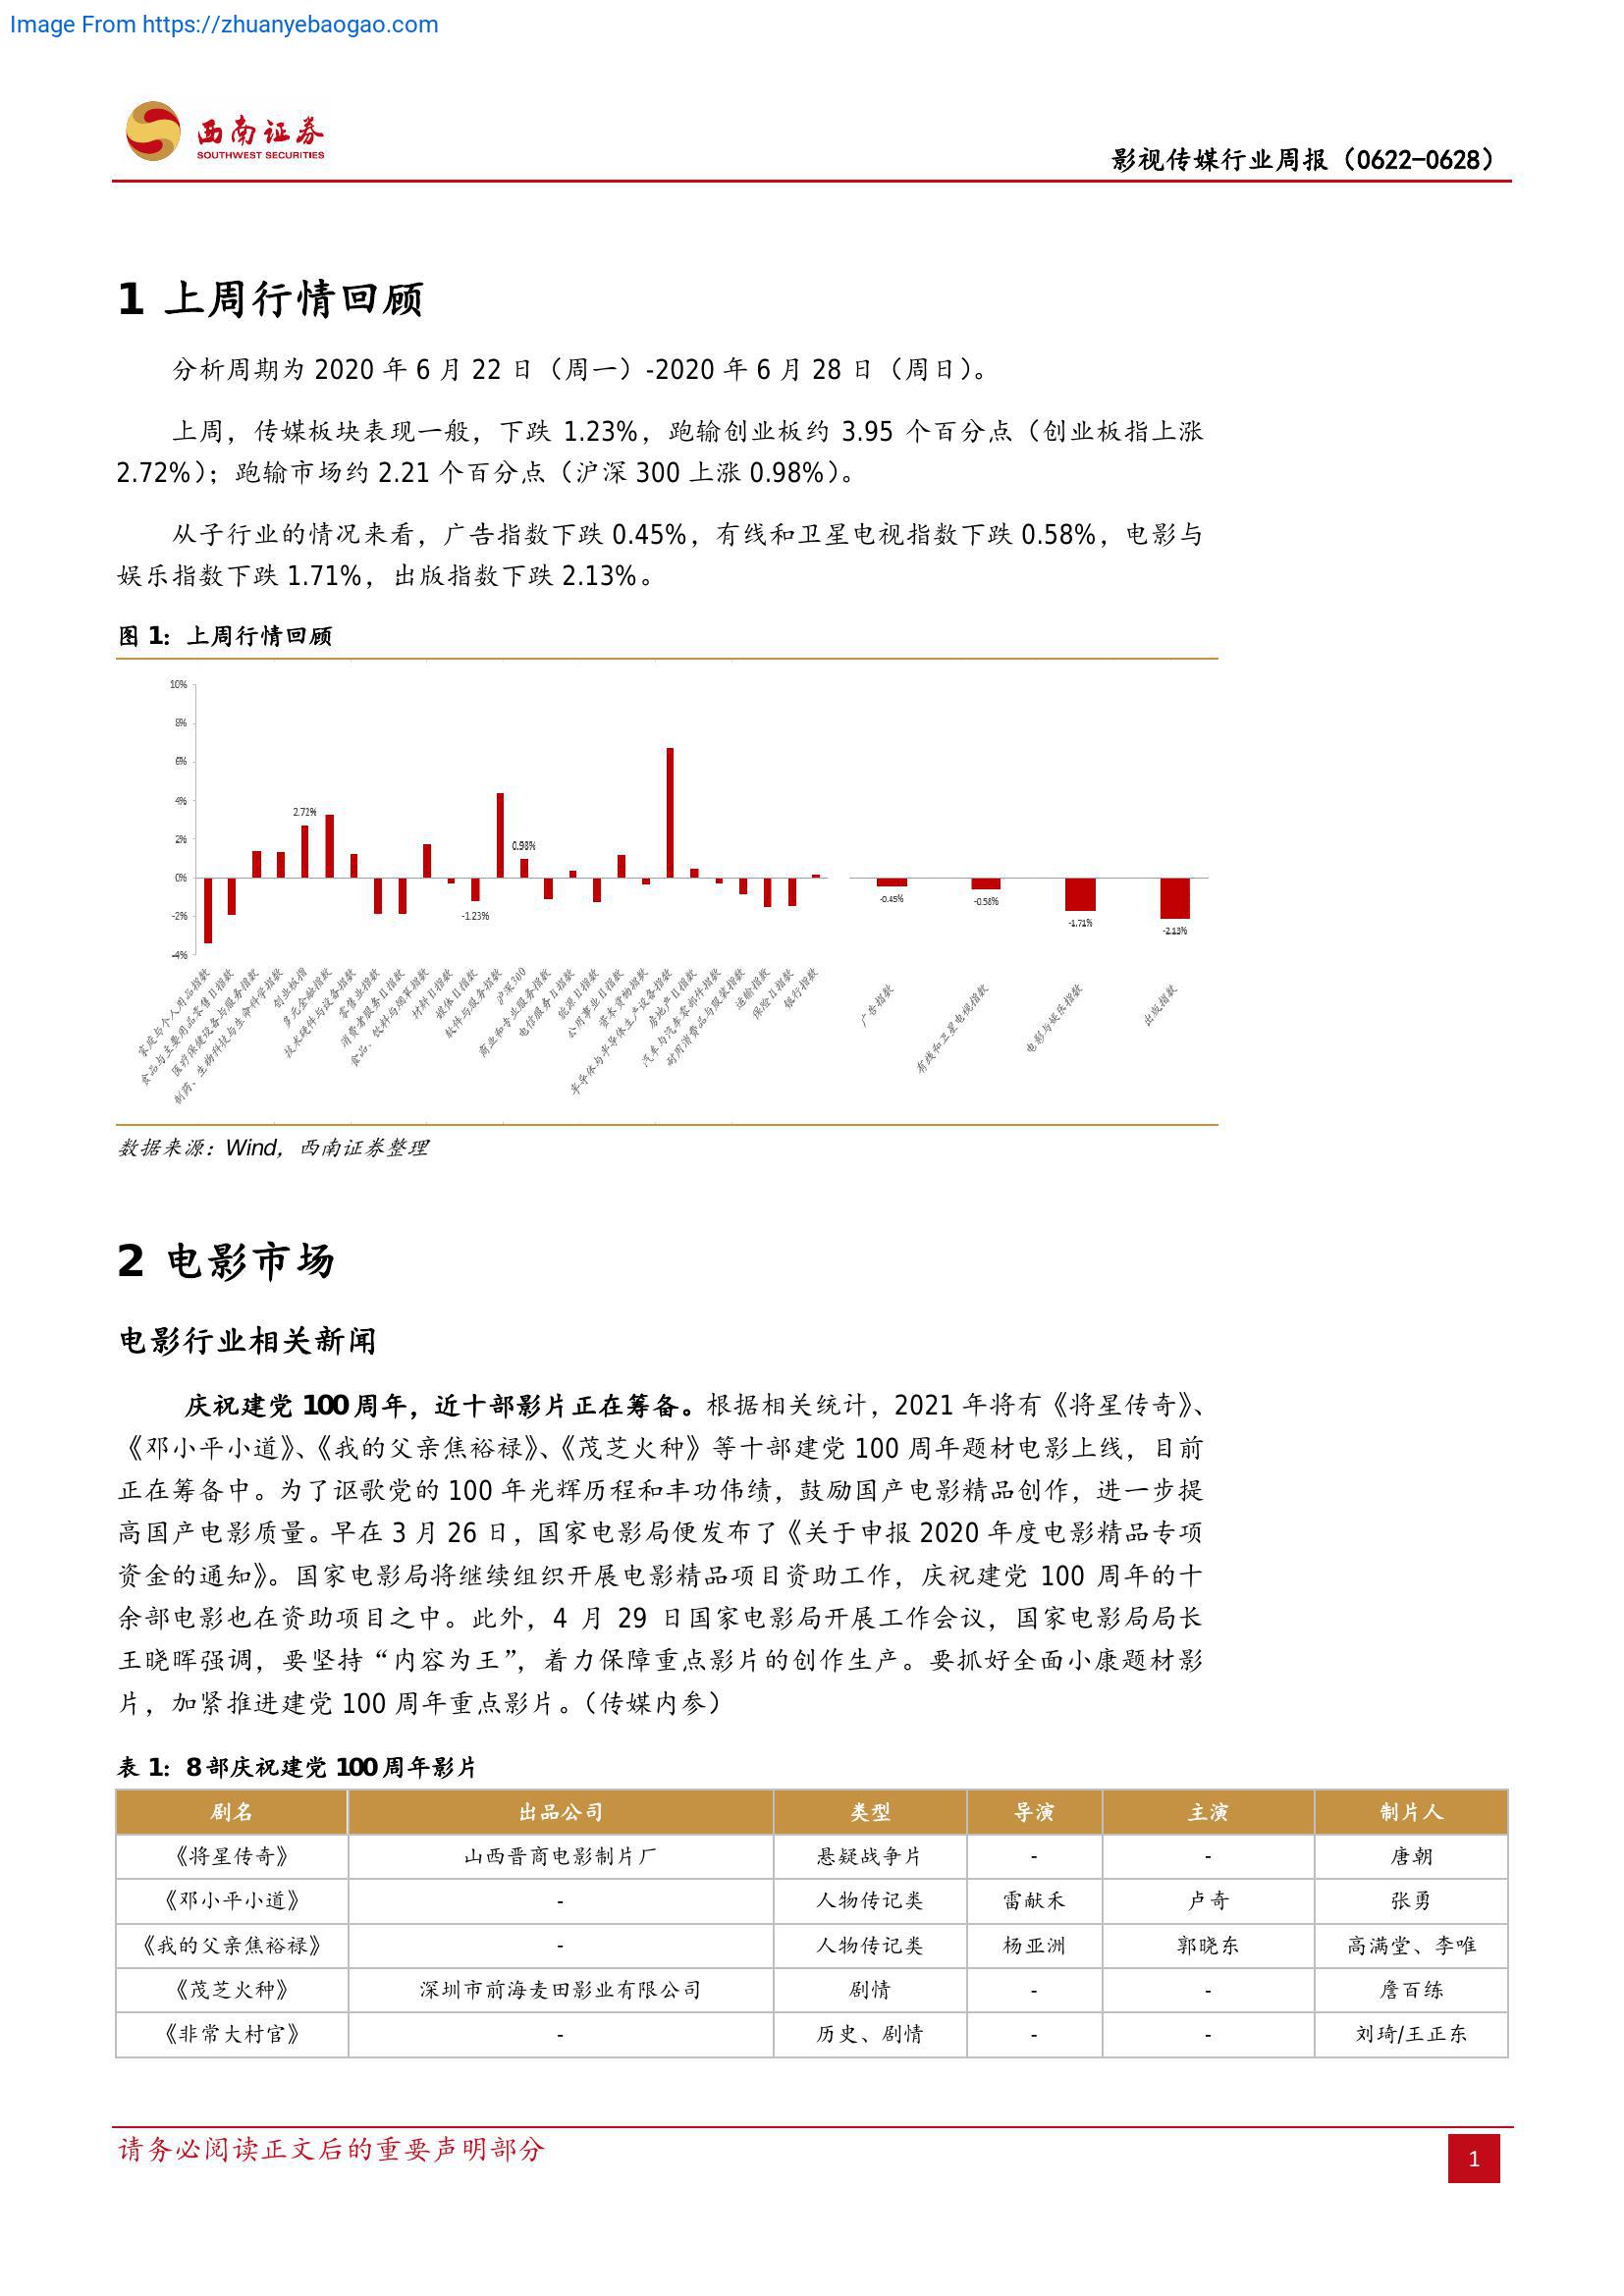 Image From https://zhuanyebaogao.com
西南证券
SOUTHWEST SECURITIES
影视传媒行业周报（0622-0628）
1 上周行情回顾
分析周期为 2020 年 6 月 22 日（周一）-2020 年 6 月 28 日（周日）。
上周，传媒板块表现一般，下跌 1.23%，跑输创业板约 3.95 个百分点（创业板指上涨
2.72%）；跑输市场约 2.21 个百分点（沪深 300 上涨 0.98%）。
从子行业的情况来看，广告指数下跌 0.45%，有线和卫星电视指数下跌 0.58%，电影与
娱乐指数下跌 1.71%，出版指数下跌 2.13%。
图 1：上周行情回顾
10%
8%
6%
4%
2%
0%
-2%
-4%
2.72%
-1.23%
0.98%
-0.45%
-0.58%
-1.71%
-2.13%
家庭与个人用品指数
食品与主要用品零售Ⅱ指数
医疗保健设备与服务指数
制药、生物科技与生命科学指数
创业板指
多元金融指数
技术硬件与设备指数
零售业指数
消费者服务Ⅱ指数
食品、饮料与烟草指数
材料Ⅱ指数
媒体Ⅱ指数
软件与服务指数
沪深300
商业和专业服务指数
电信服务Ⅱ指数
能源Ⅱ指数
公用事业Ⅱ指数
资本货物指数
半导体与半导体生产设备指数
房地产Ⅱ指数
汽车与汽车零部件指数
耐用消费品与服装指数
运输指数
保险Ⅱ指数
银行指数
广告指数
有线和卫星电视指数
电影与娱乐指数
出版指数
数据来源：Wind，西南证券整理
2 电影市场
电影行业相关新闻
庆祝建党 100 周年，近十部影片正在筹备。根据相关统计，2021 年将有《将星传奇》、
《邓小平小道》、《我的父亲焦裕禄》、《茂芝火种》等十部建党 100 周年题材电影上线，目前
正在筹备中。为了讴歌党的 100 年光辉历程和丰功伟绩，鼓励国产电影精品创作，进一步提
高国产电影质量。早在 3 月 26 日，国家电影局便发布了《关于申报 2020 年度电影精品专项
资金的通知》。国家电影局将继续组织开展电影精品项目资助工作，庆祝建党 100 周年的十
余部电影也在资助项目之中。此外，4 月 29 日国家电影局开展工作会议，国家电影局局长
王晓晖强调，要坚持“内容为王”，着力保障重点影片的创作生产。要抓好全面小康题材影
片，加紧推进建党 100 周年重点影片。（传媒内参）
表 1：8 部庆祝建党 100 周年影片
剧名 出品公司 类型 导演 主演 制片人
《将星传奇》 山西晋商电影制片厂 悬疑战争片 - - 唐朝
《邓小平小道》 - 人物传记类 雷献禾 卢奇 张勇
《我的父亲焦裕禄》 - 人物传记类 杨亚洲 郭晓东 高满堂、李唯
《茂芝火种》 深圳市前海麦田影业有限公司 剧情 - - 詹百练
《非常大村官》 - 历史、剧情 - - 刘琦/王正东
请务必阅读正文后的重要声明部分
1